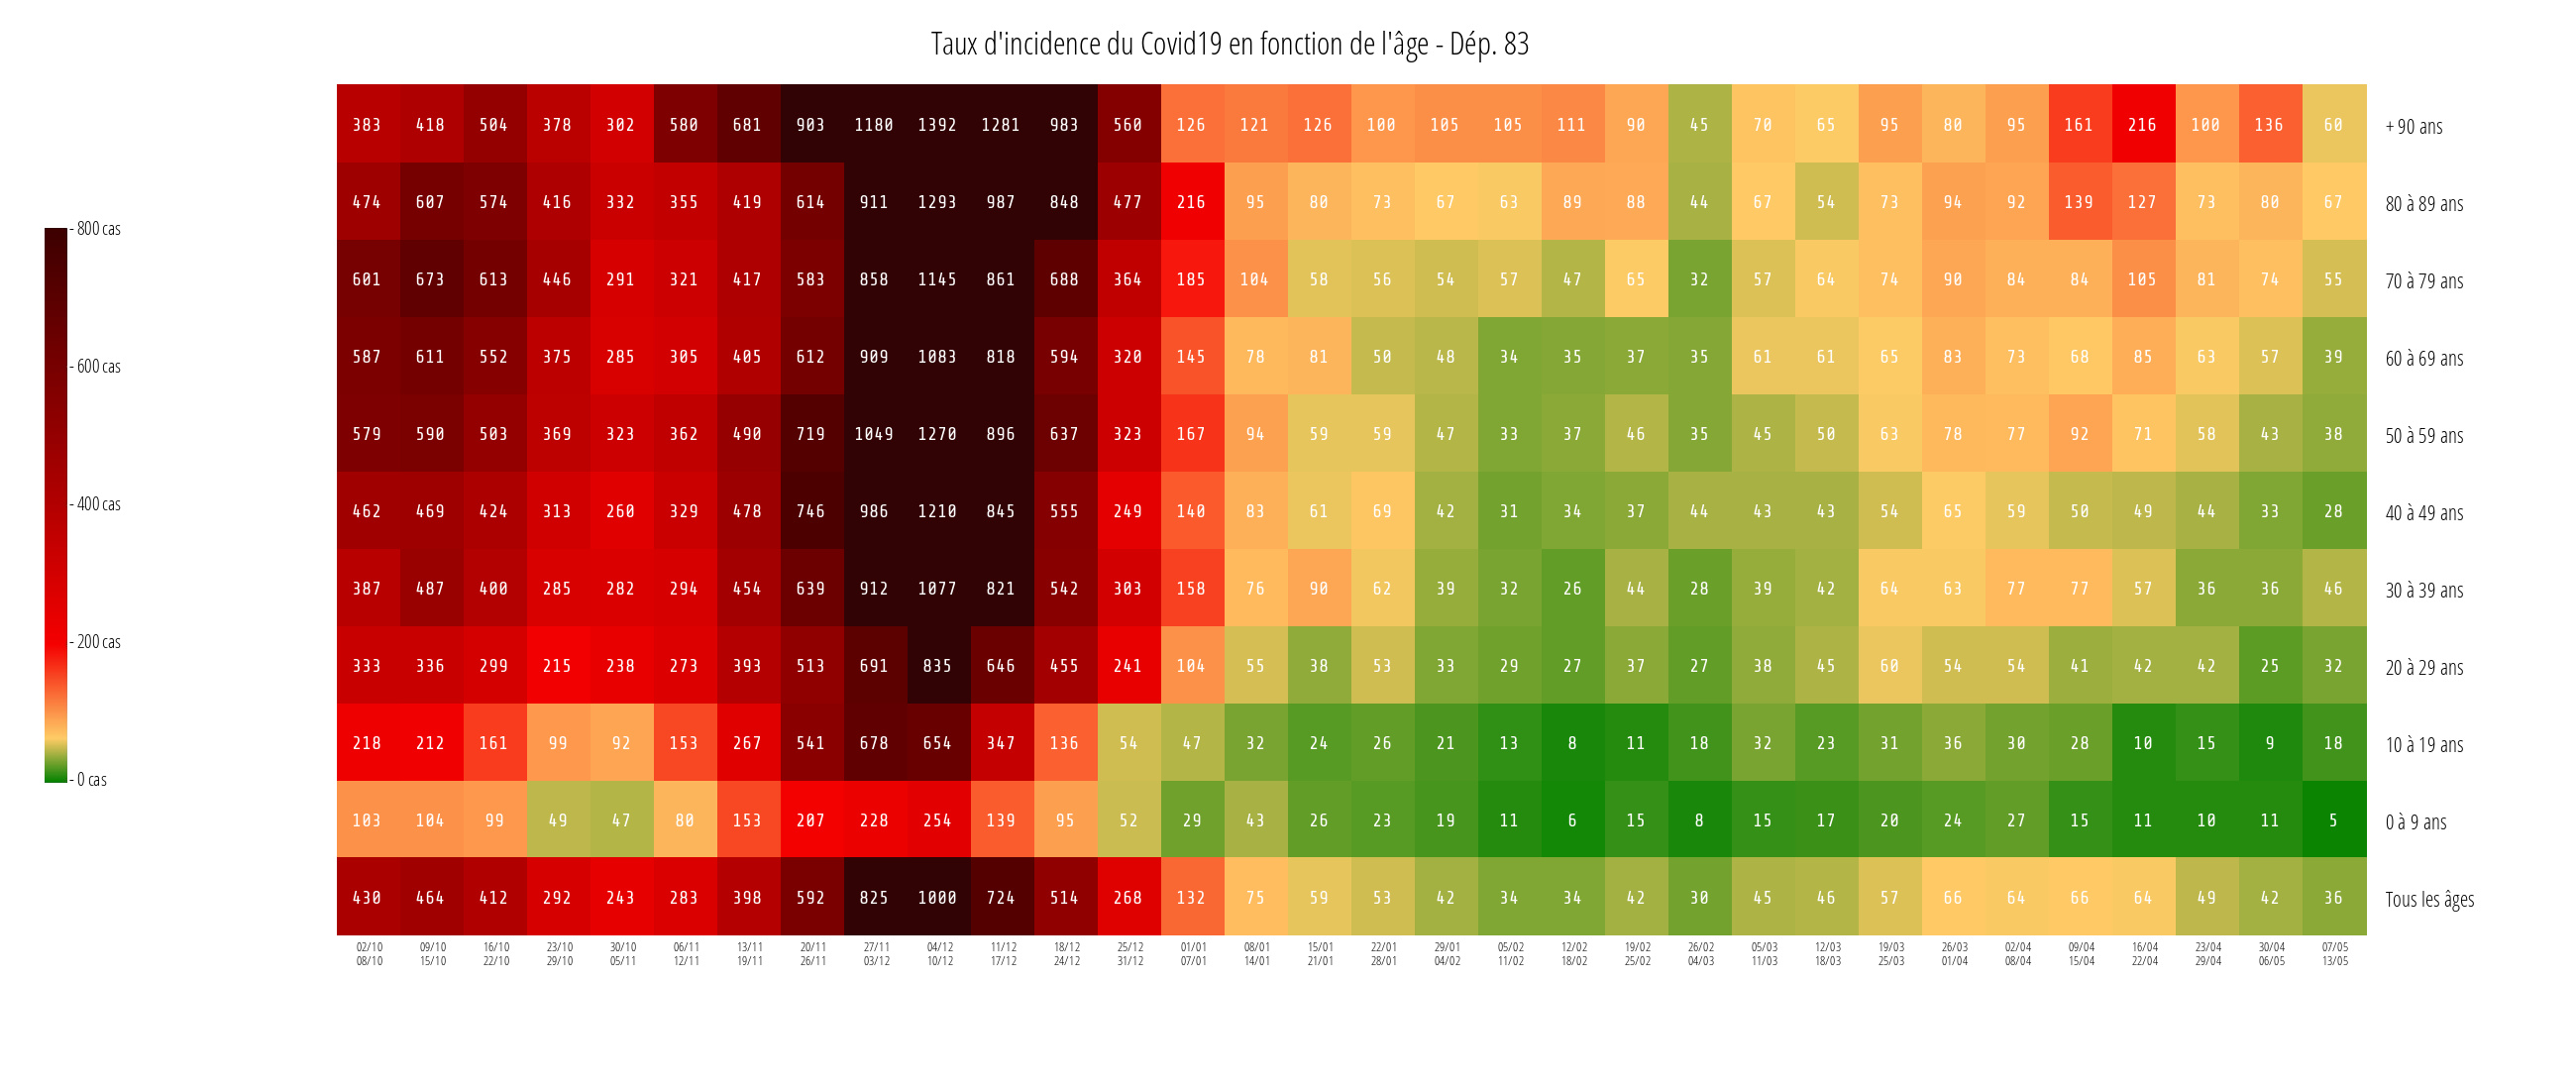 Taux d'incidence du Covid19 en fonction de l'âge - Dép. 83
383 418 504 378 302 580 681 903 1180 1392 1281 983 560 126 121 126 100 105 105 111 90 45 70 65 95 80 95 161 216 100 136 60 + 90 ans
474 607 574 416 332 355 419 614 911 1293 987 848 477 216 95 80 73 67 63 89 88 44 67 54 73 94 92 139 127 73 80 67 80 à 89 ans
- 800 cas
601 673 613 446 291 321 417 583 858 1145 861 688 364 185 104 58 56 54 57 47 65 32 57 64 74 90 84 84 105 81 74 55 70 à 79 ans
587 611 552 375 285 305 405 612 909 1083 818 594 320 145 78 81 50 48 34 35 37 35 61 61 65 83 73 68 85 63 57 39 60 à 69 ans
- 600 cas
579 590 503 369 323 362 490 719 1049 1270 896 637 323 167 94 59 59 47 33 37 46 35 45 50 63 78 77 92 71 58 43 38 50 à 59 ans
- 400 cas
462 469 424 313 260 329 478 746 986 1210 845 555 249 140 83 61 69 42 31 34 37 44 43 43 54 65 59 50 49 44 33 28 40 à 49 ans
387 487 400 285 282 294 454 639 912 1077 821 542 303 158 76 90 62 39 32 26 44 28 39 42 64 63 77 77 57 36 36 46 30 à 39 ans
- 200 cas
333 336 299 215 238 273 393 513 691 835 646 455 241 104 55 38 53 33 29 27 37 27 38 45 60 54 54 41 42 42 25 32 20 à 29 ans
218 212 161 99 92 153 267 541 678 654 347 136 54 47 32 24 26 21 13 8 11 18 32 23 31 36 30 28 10 15 9 18 10 à 19 ans
- 0 cas
103 104 99 49 47 80 153 207 228 254 139 95 52 29 43 26 23 19 11 6 15 8 15 17 20 24 27 15 11 10 11 5 0 à 9 ans
430 464 412 292 243 283 398 592 825 1000 724 514 268 132 75 59 53 42 34 34 42 30 45 46 57 66 64 66 64 49 42 36 Tous les âges
02/10 09/10 16/10 23/10 30/10 06/11 13/11 20/11 27/11 04/12 11/12 18/12 25/12 01/01 08/01 15/01 22/01 29/01 05/02 12/02 19/02 26/02 05/03 12/03 19/03 26/03 02/04 09/04 16/04 23/04 30/04 07/05
08/10 15/10 22/10 29/10 05/11 12/11 19/11 26/11 03/12 10/12 17/12 24/12 31/12 07/01 14/01 21/01 28/01 04/02 11/02 18/02 25/02 04/03 11/03 18/03 25/03 01/04 08/04 15/04 22/04 29/04 06/05 13/05